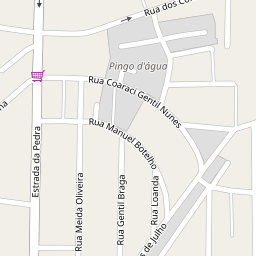 Rua dos Co
Pingo d'água
Rua Coaraci Gentil Nunes
Rua Manuel Botelho
Estrada da Pedra
Rua Meida Oliveira
Rua Gentil Braga
Rua Loanda
s de Julho